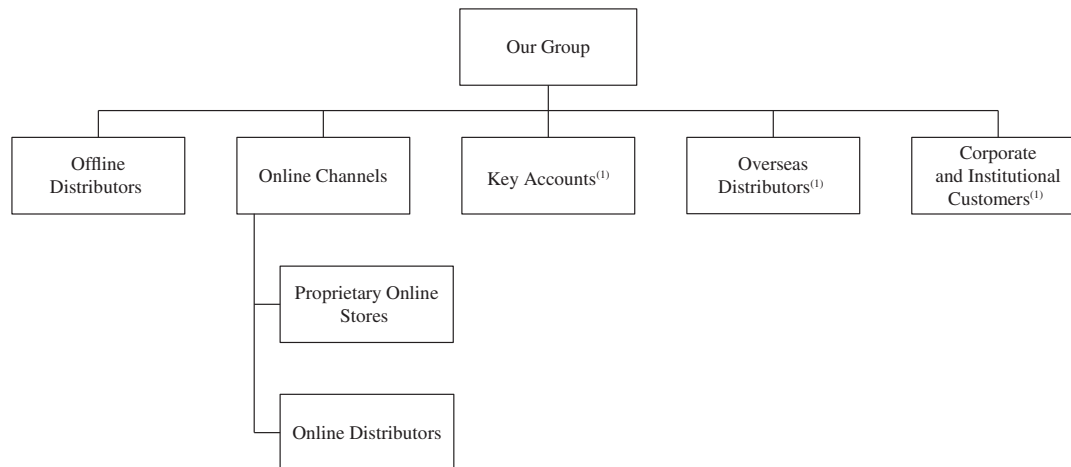 Our Group
Offline
Distributors
Online Channels
Key Accounts(1)
Overseas
Distributors(1)
Corporate
and Institutional
Customers(1)
Proprietary Online
Stores
Online Distributors